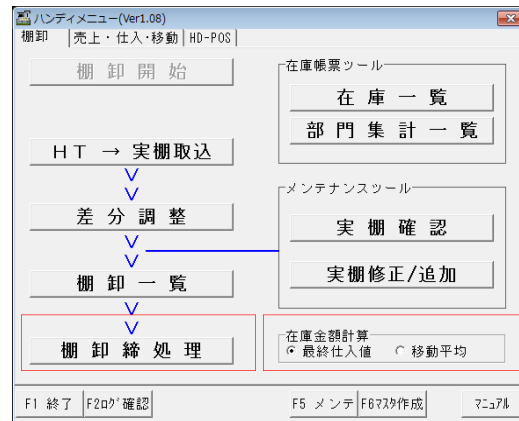 ハンディメニュー(Ver1.08)
棚卸 売上・仕入・移動 HD-POS
棚卸開始
HT → 実棚取込
差分調整
棚卸一覧
棚卸締処理
在庫帳票ツール
在庫一覧
部門集計一覧
メンテナンスツール
実棚確認
実棚修正/追加
在庫金額計算
最終仕入値 移動平均
F1 終了 F2ログ確認 F5 メンテ F6マスタ作成 マニュアル